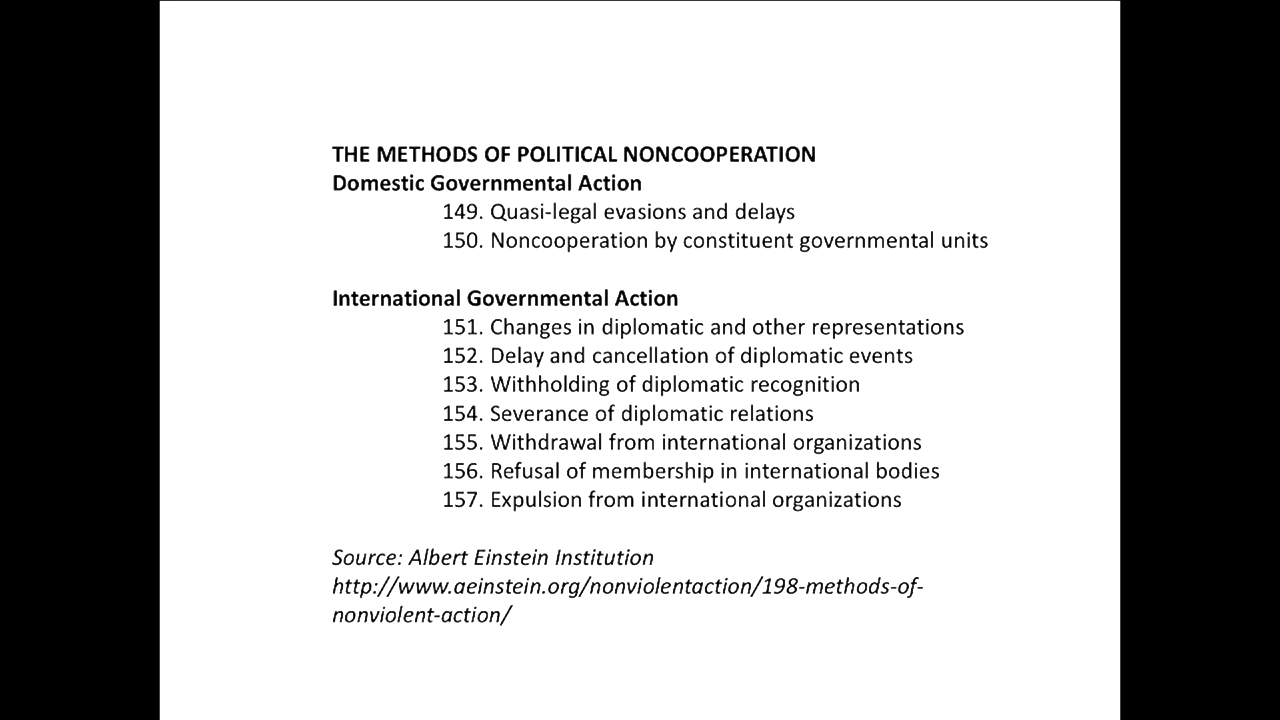 THE METHODS OF POLITICAL NONCOOPERATION
Domestic Governmental Action
149. Quasi-legal evasions and delays
150. Noncooperation by constituent governmental units
International Governmental Action
151. Changes in diplomatic and other representations
152. Delay and cancellation of diplomatic events
153. Withholding of diplomatic recognition
154. Severance of diplomatic relations
155. Withdrawal from international organizations
156. Refusal of membership in international bodies
157. Expulsion from international organizations
Source: Albert Einstein Institution
http://www.aeinstein.org/nonviolentaction/198-methods-of-
nonviolent-action/